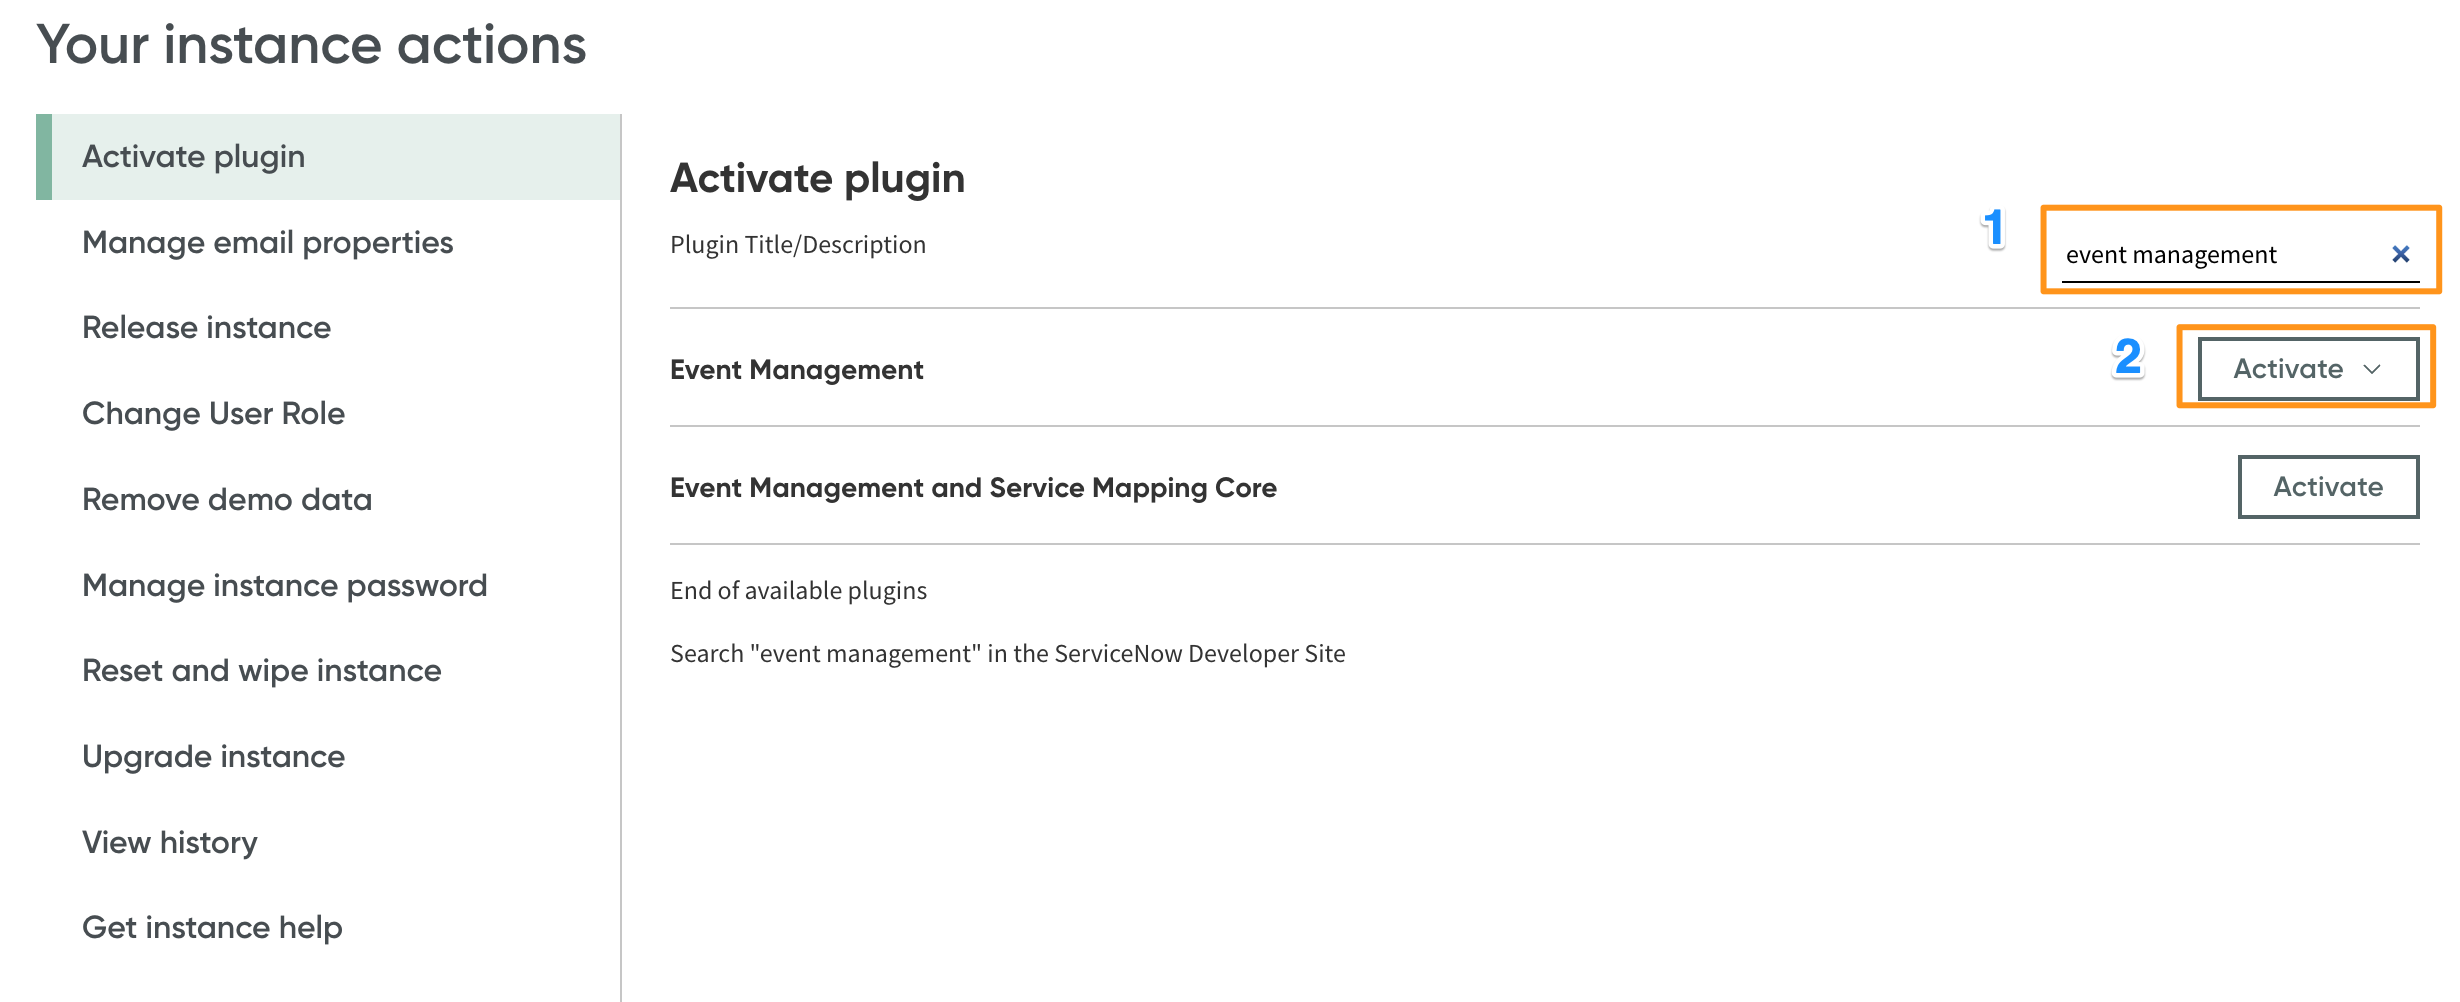 Your instance actions
Activate plugin
Manage email properties
Release instance
Change User Role
Remove demo data
Manage instance password
Reset and wipe instance
Upgrade instance
View history
Get instance help
Activate plugin
Plugin Title/Description
1
event management
Event Management
2
Activate
Event Management and Service Mapping Core
Activate
End of available plugins
Search "event management" in the ServiceNow Developer Site